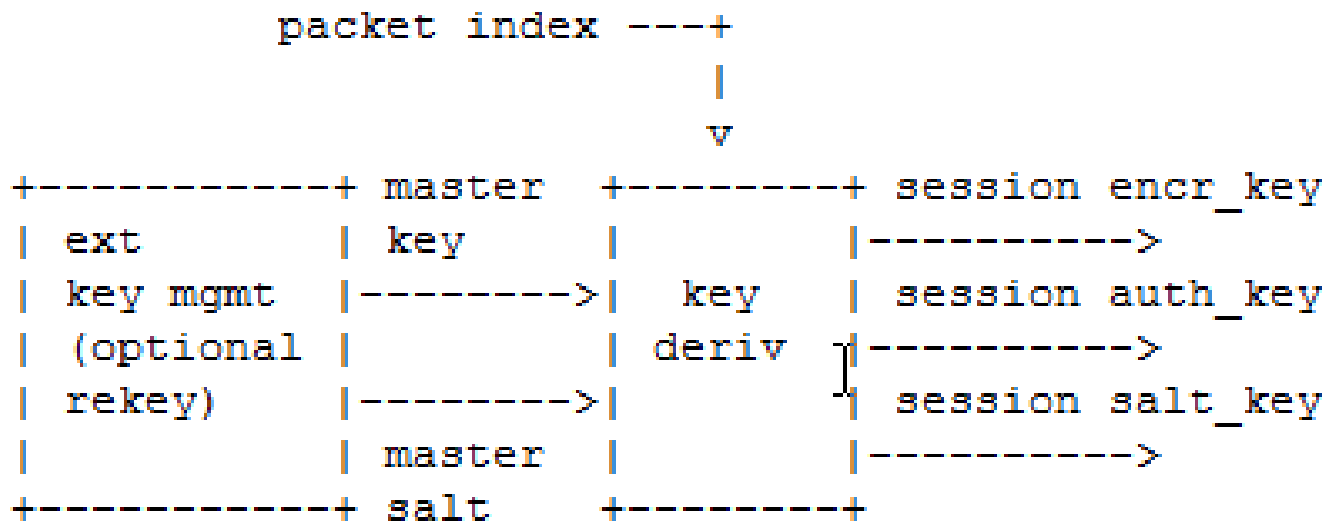 packet index ---+
|
v
+-----------+ master +--------+ session encr_key
| ext | key | |---------->
| key mgmt |-------->| key | session auth_key
| (optional | | deriv |---------->
| rekey) |-------->| | session salt_key
| | master | |---------->
+-----------+ salt +--------+